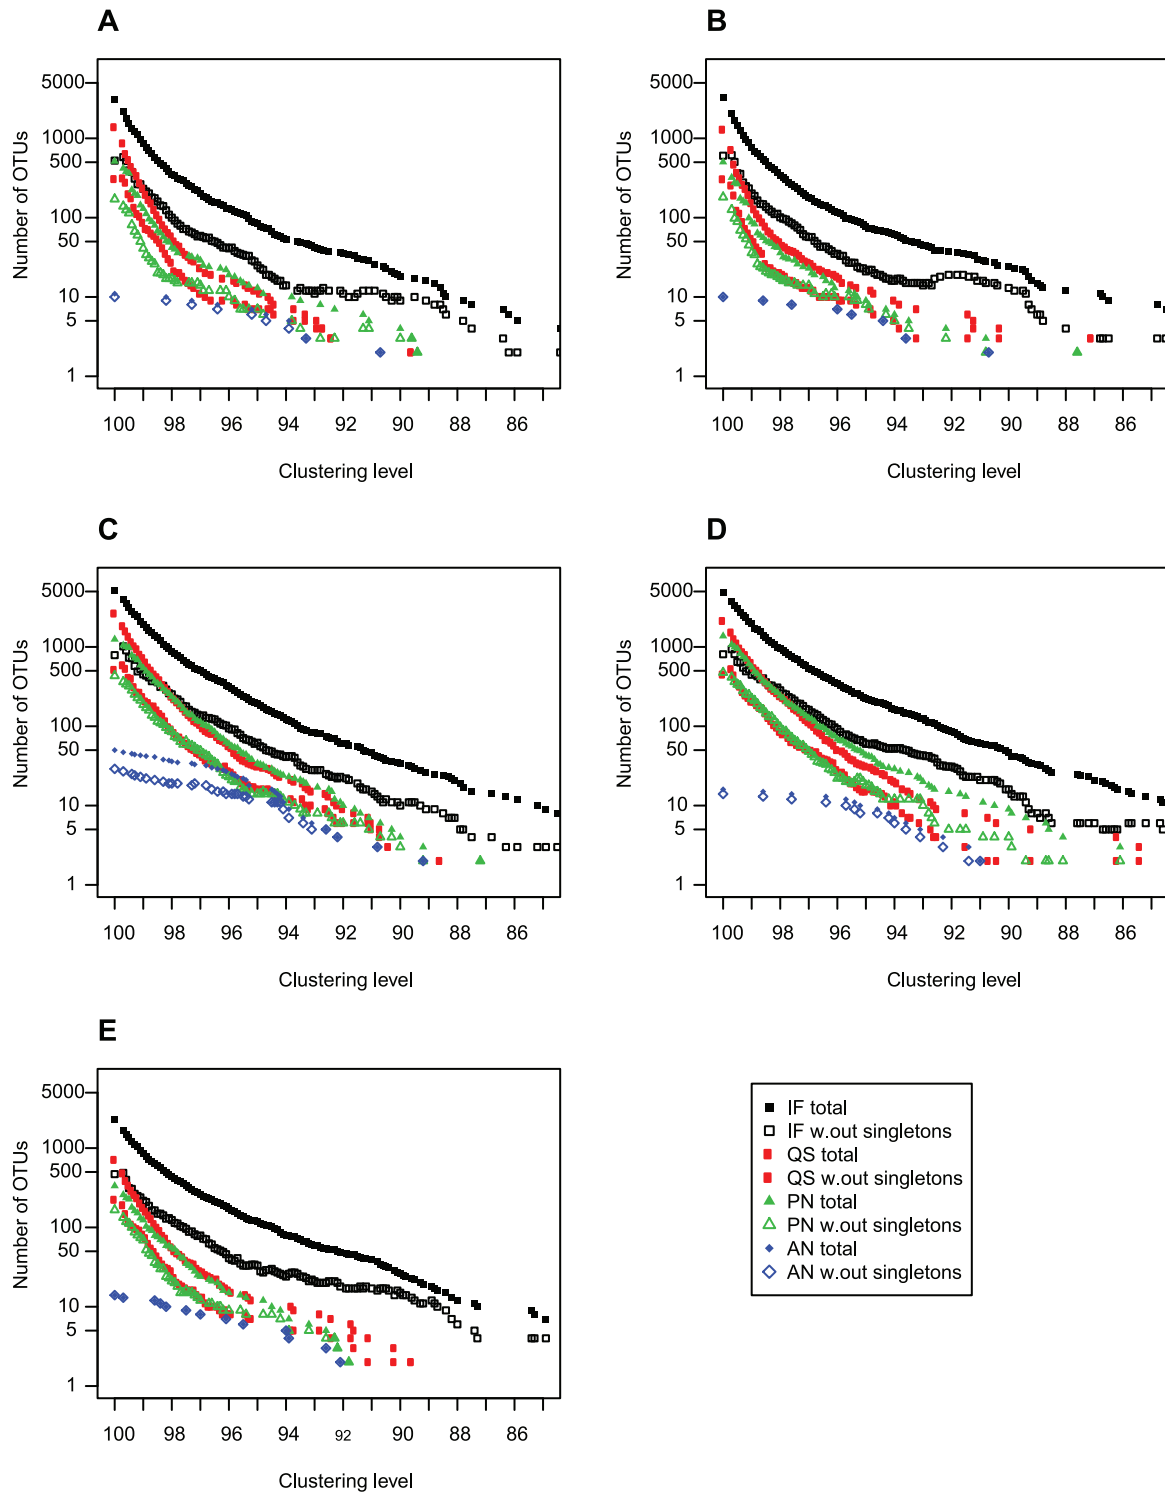 A
Number of OTUs
5000
1000
500
100
50
10
5
1
100 98 96 94 92 90 88 86
Clustering level
B
Number of OTUs
5000
1000
500
100
50
10
5
1
100 98 96 94 92 90 88 86
Clustering level
C
Number of OTUs
5000
1000
500
100
50
10
5
1
100 98 96 94 92 90 88 86
Clustering level
D
Number of OTUs
5000
1000
500
100
50
10
5
1
100 98 96 94 92 90 88 86
Clustering level
E
Number of OTUs
5000
1000
500
100
50
10
5
1
100 98 96 94 92 90 88 86
Clustering level
IF total
IF w.out singletons
QS total
QS w.out singletons
PN total
PN w.out singletons
AN total
AN w.out singletons